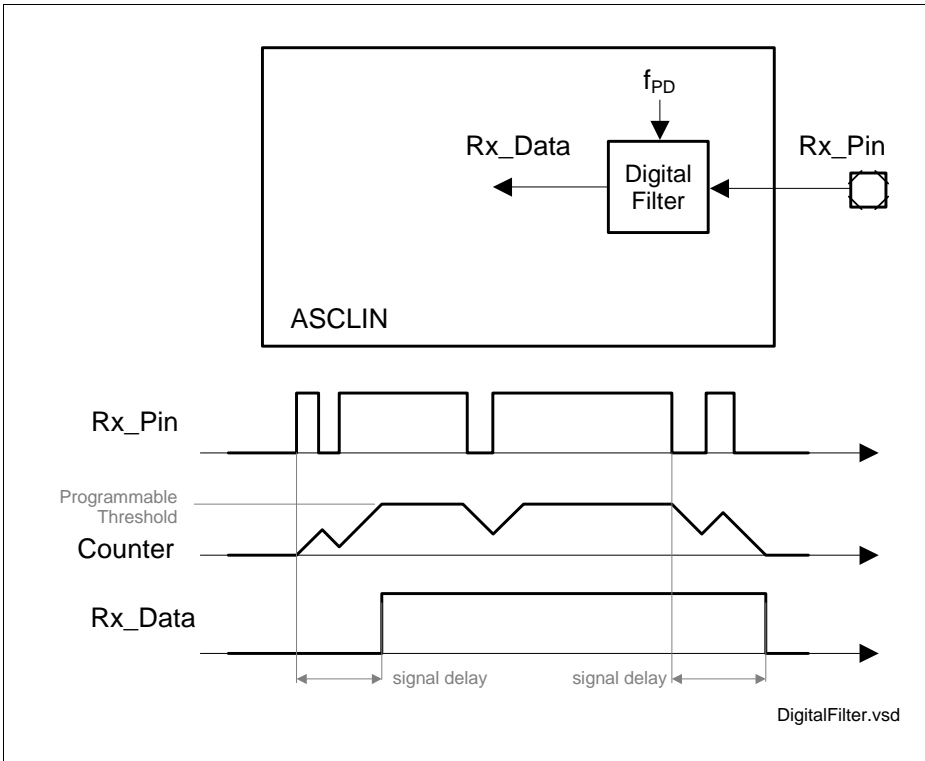 fPD
Rx_Data
Rx_Pin
Digital
Filter
ASCLIN
Rx_Pin
Programmable
Threshold
Counter
Rx_Data
signal delay
signal delay
DigitalFilter.vsd